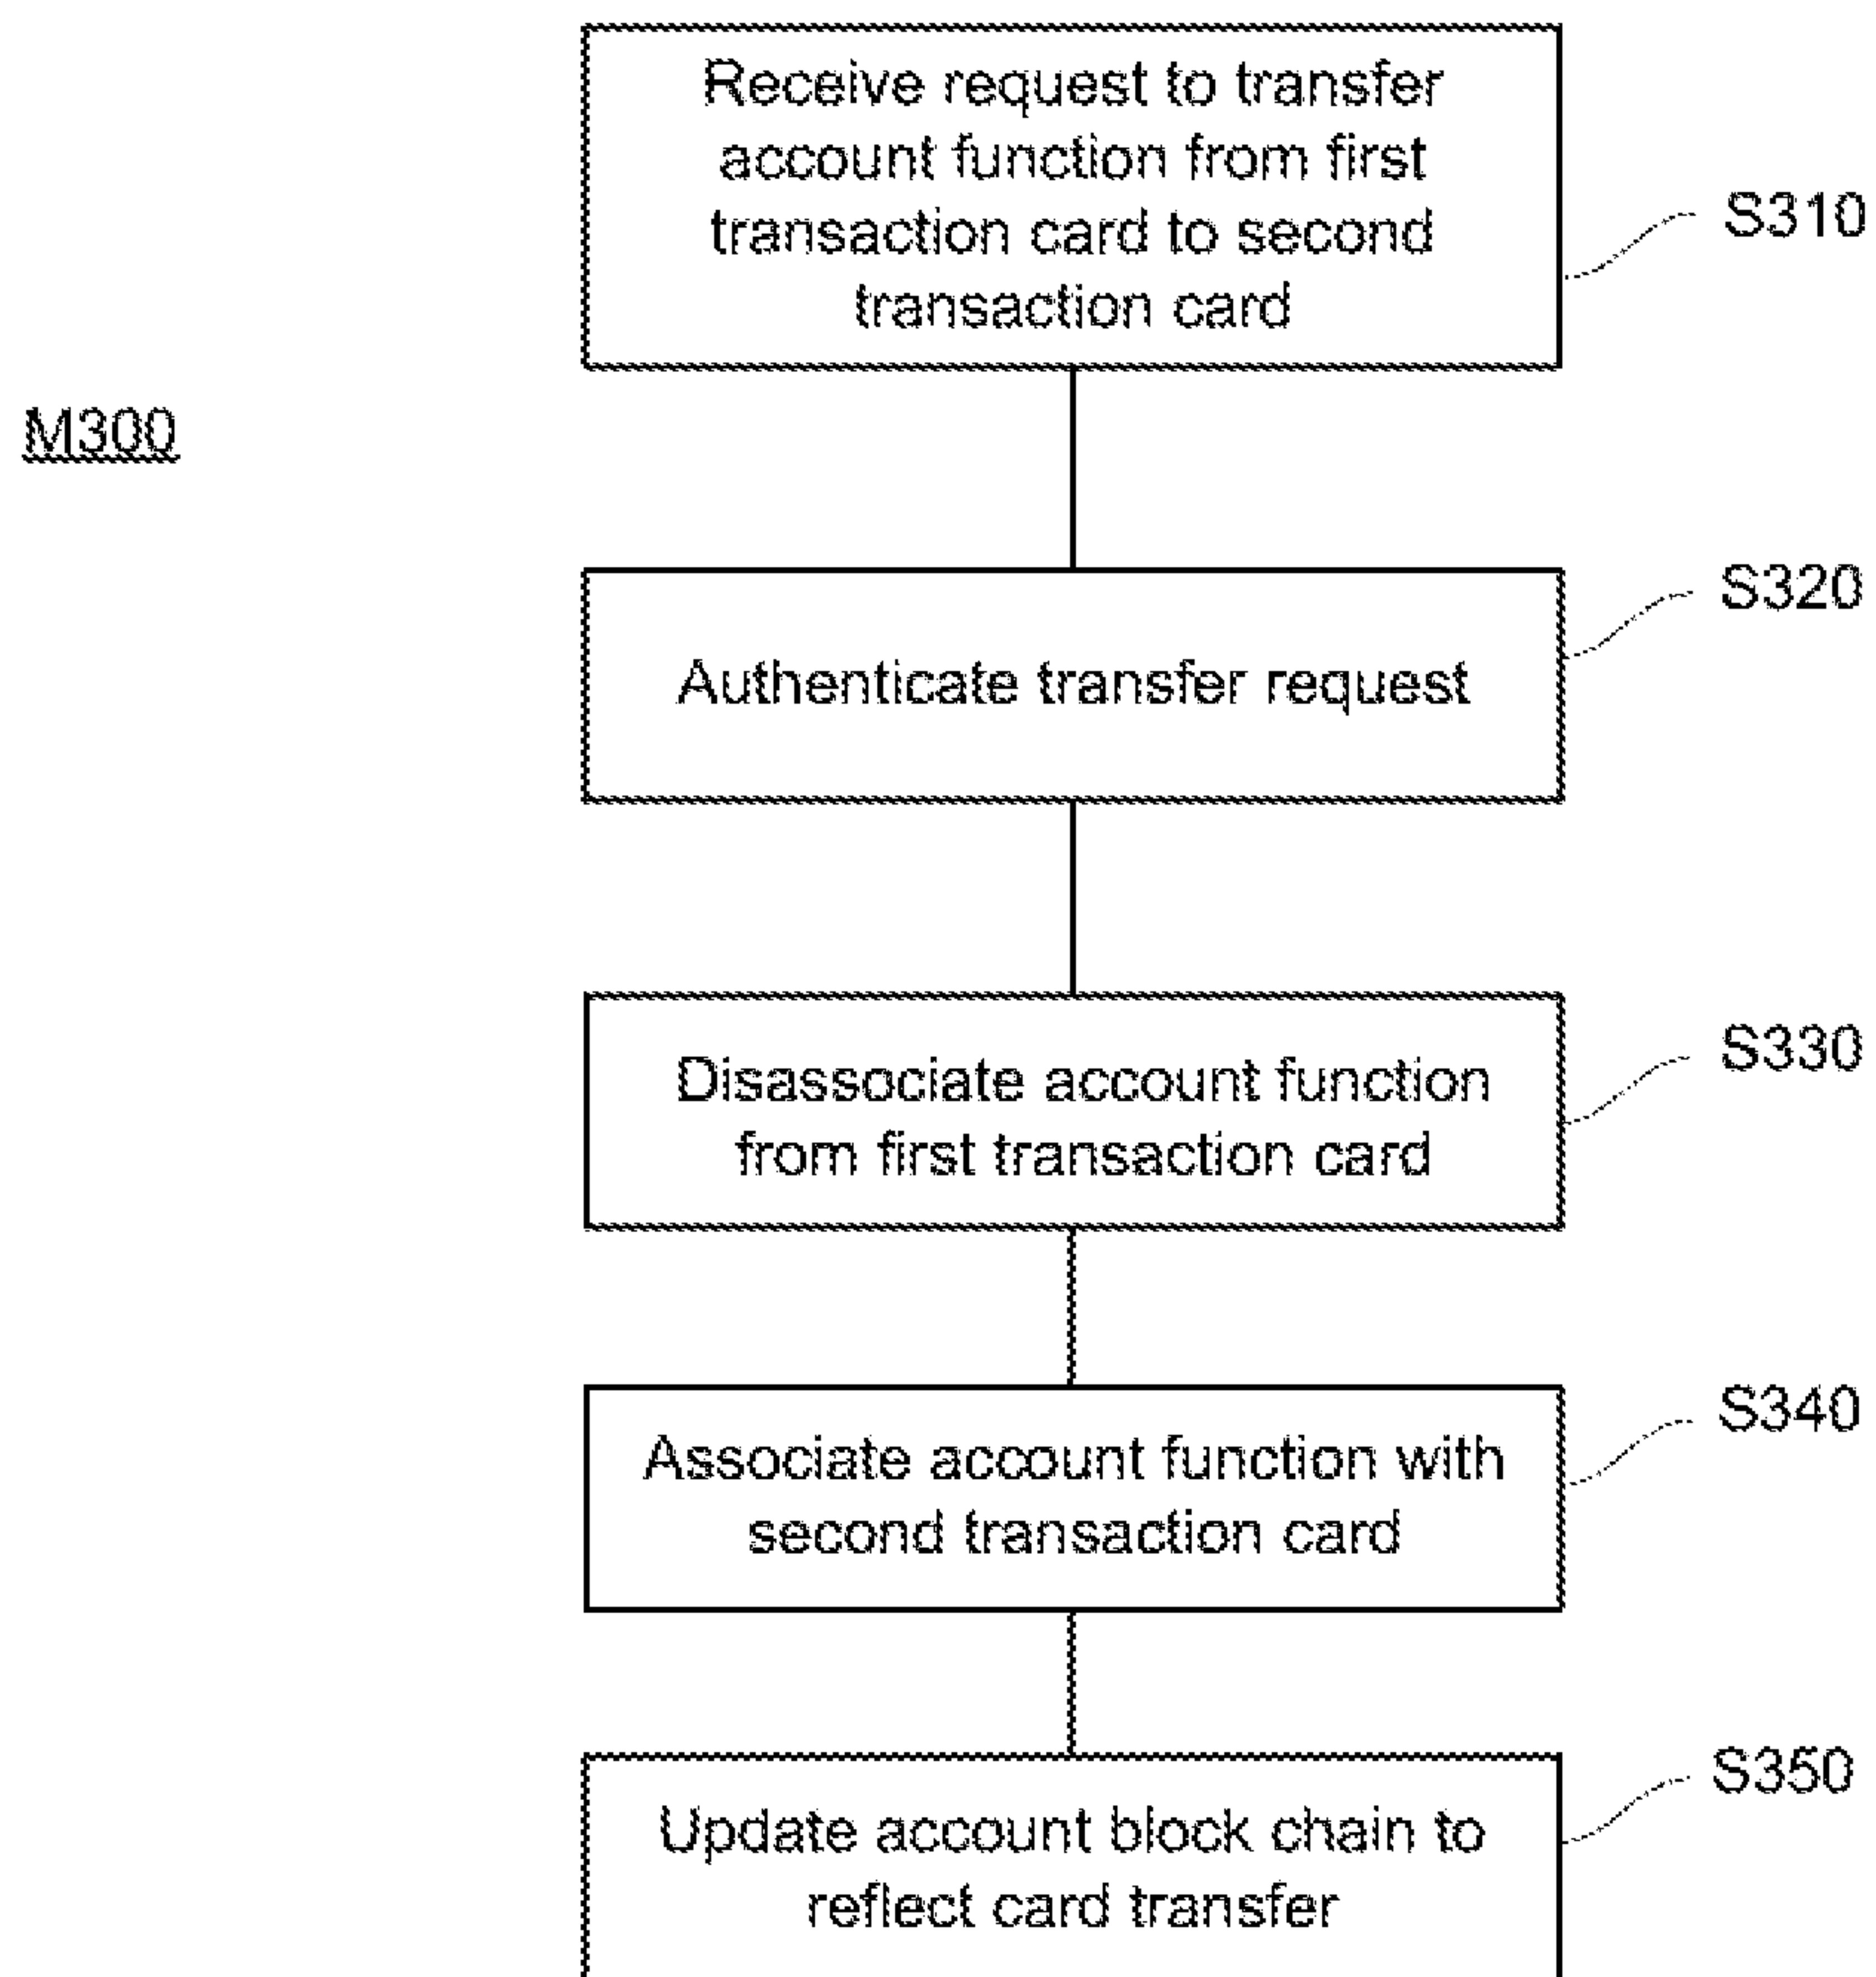 Receive request to transfer
account function from first
transaction card to second
transaction card
S310
M300
S320
Authenticate transfer request
S330
Disassociate account function
from first transaction card
S340
Associate account function with
second transaction card
S350
Update account block chain to
reflect card transfer